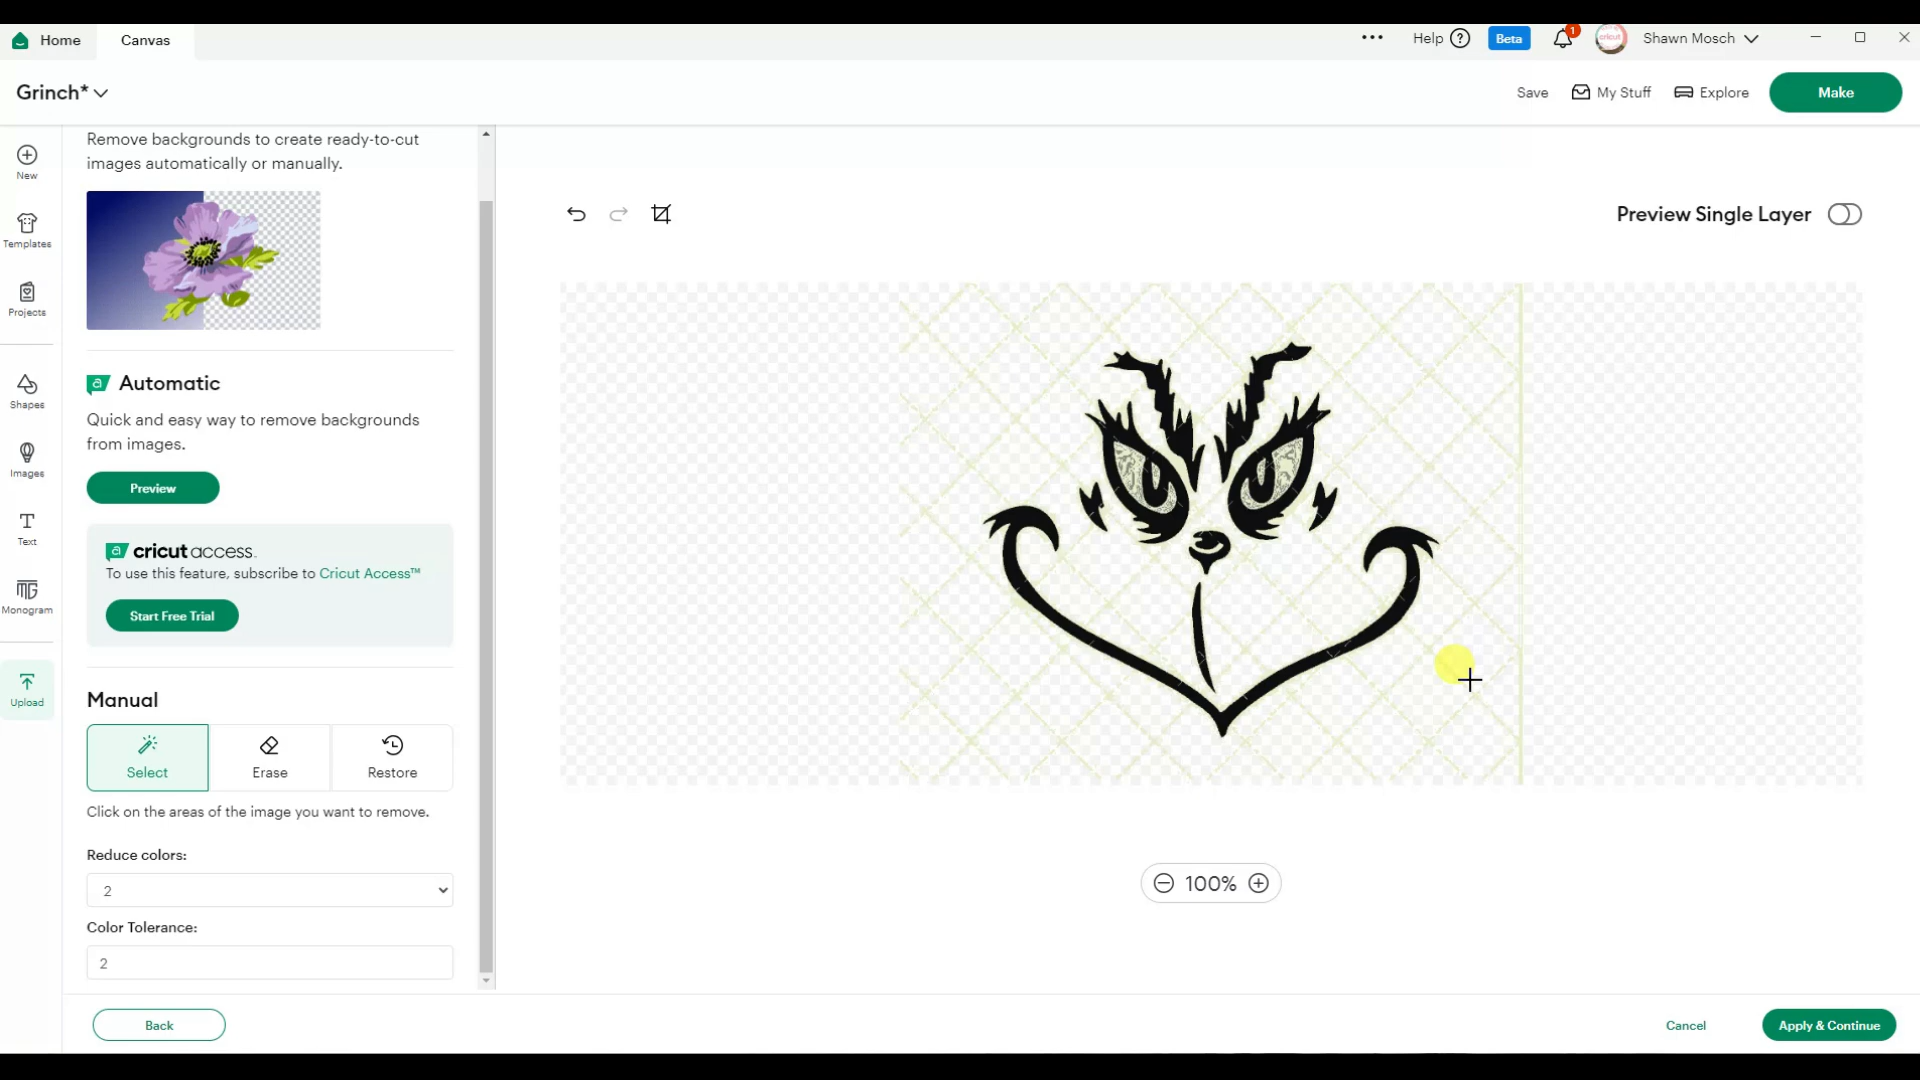 Home
Canvas
Help
Beta
1
Shawn Mosch
Grinch*
Save
My Stuff
Explore
Make
New
Templates
Projects
Shapes
Images
Text
Monogram
Upload
Remove backgrounds to create ready-to-cut
images automatically or manually.
a Automatic
Quick and easy way to remove backgrounds
from images.
Preview
a cricut access™
To use this feature, subscribe to Cricut Access™
Start Free Trial
Manual
Select
Erase
Restore
Click on the areas of the image you want to remove.
Reduce colors:
2
Color Tolerance:
2
Back
Preview Single Layer
100%
Cancel
Apply & Continue